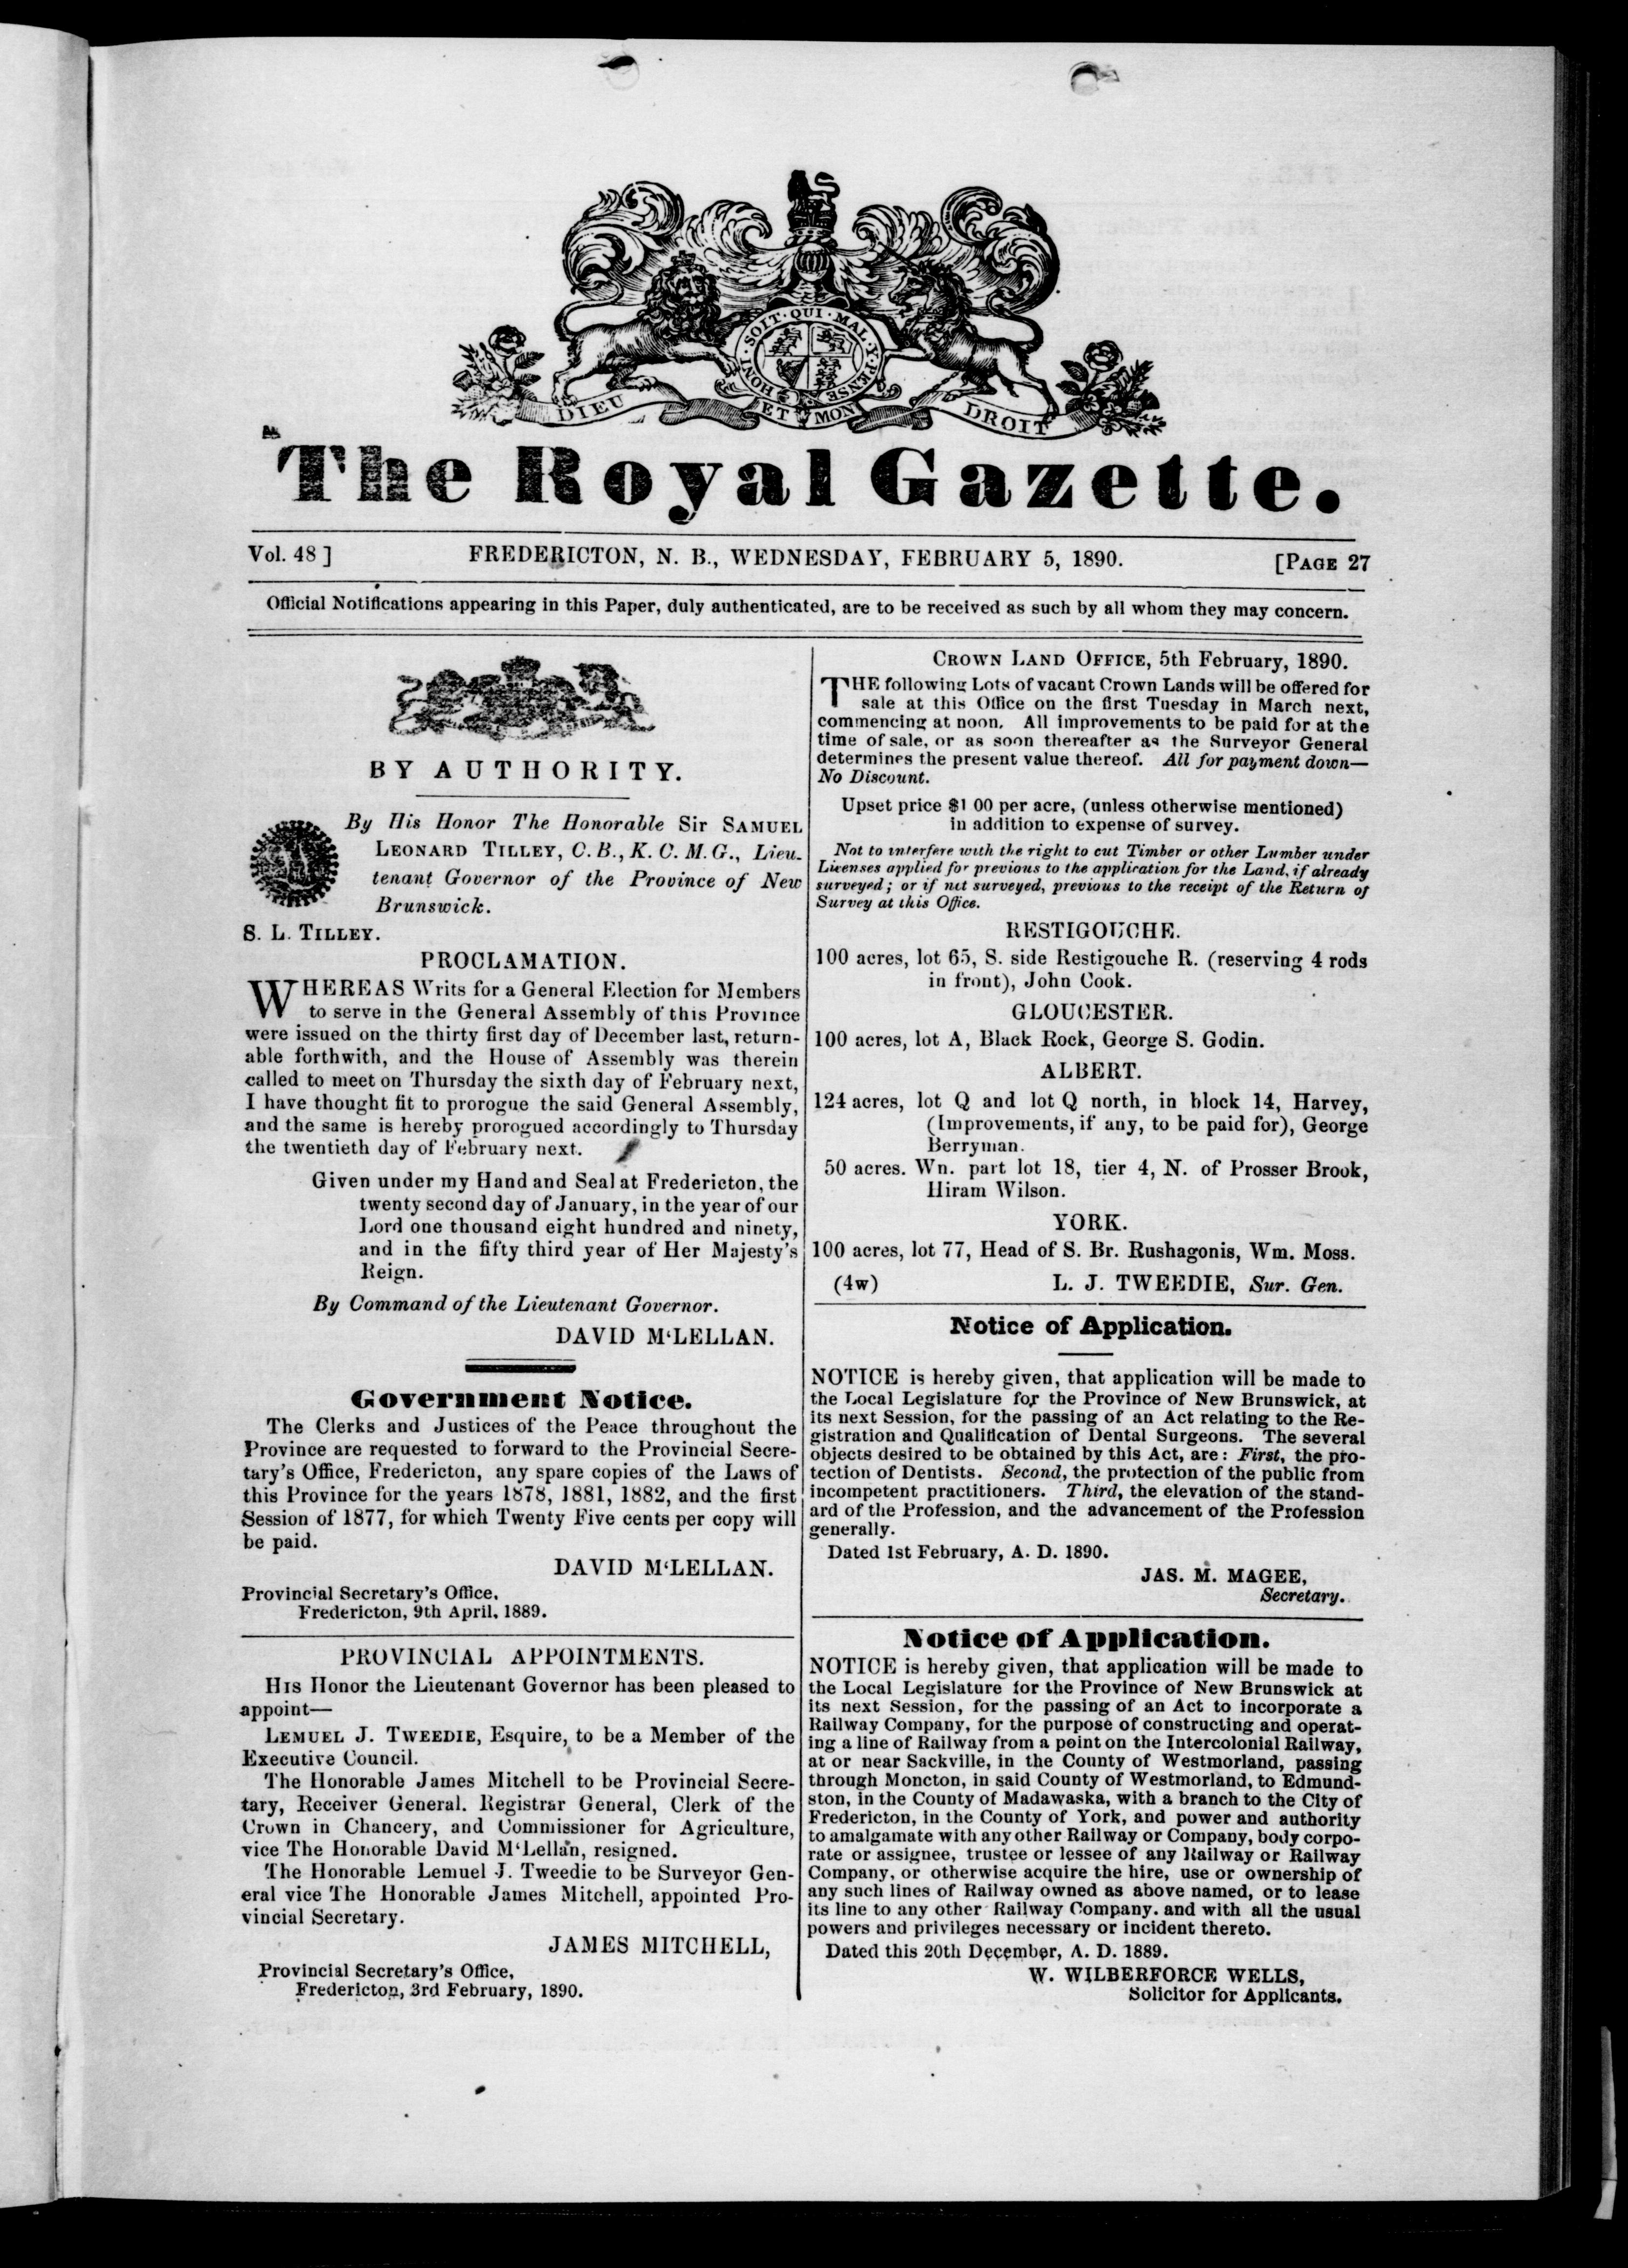 HONI · SOIT · QUI · MAL · Y · PENSE
DIEU ET MON DROIT
The Royal Gazette.
Vol. 48 ] FREDERICTON, N. B., WEDNESDAY, FEBRUARY 5, 1890. [PAGE 27
Official Notifications appearing in this Paper, duly authenticated, are to be received as such by all whom they may concern.
BY AUTHORITY.
By His Honor The Honorable Sir SAMUEL
LEONARD TILLEY, C. B., K. C. M. G., Lieu-
tenant Governor of the Province of New
Brunswick.
S. L. TILLEY.
PROCLAMATION.
WHEREAS Writs for a General Election for Members
to serve in the General Assembly of this Province
were issued on the thirty first day of December last, return-
able forthwith, and the House of Assembly was therein
called to meet on Thursday the sixth day of February next,
I have thought fit to prorogue the said General Assembly,
and the same is hereby prorogued accordingly to Thursday
the twentieth day of February next.
Given under my Hand and Seal at Fredericton, the
twenty second day of January, in the year of our
Lord one thousand eight hundred and ninety,
and in the fifty third year of Her Majesty's
Reign.
By Command of the Lieutenant Governor.
DAVID M‘LELLAN.
Government Notice.
The Clerks and Justices of the Peace throughout the
Province are requested to forward to the Provincial Secre-
tary's Office, Fredericton, any spare copies of the Laws of
this Province for the years 1878, 1881, 1882, and the first
Session of 1877, for which Twenty Five cents per copy will
be paid.
DAVID M‘LELLAN.
Provincial Secretary's Office,
Fredericton, 9th April, 1889.
PROVINCIAL APPOINTMENTS.
HIS Honor the Lieutenant Governor has been pleased to
appoint—
LEMUEL J. TWEEDIE, Esquire, to be a Member of the
Executive Council.
The Honorable James Mitchell to be Provincial Secre-
tary, Receiver General. Registrar General, Clerk of the
Crown in Chancery, and Commissioner for Agriculture,
vice The Honorable David M‘Lellan, resigned.
The Honorable Lemuel J. Tweedie to be Surveyor Gen-
eral vice The Honorable James Mitchell, appointed Pro-
vincial Secretary.
JAMES MITCHELL,
Provincial Secretary's Office,
Fredericton, 3rd February, 1890.
CROWN LAND OFFICE, 5th February, 1890.
THE following Lots of vacant Crown Lands will be offered for
sale at this Office on the first Tuesday in March next,
commencing at noon. All improvements to be paid for at the
time of sale, or as soon thereafter as the Surveyor General
determines the present value thereof. All for payment down—
No Discount.
Upset price $1 00 per acre, (unless otherwise mentioned)
in addition to expense of survey.
Not to interfere with the right to cut Timber or other Lumber under
Licenses applied for previous to the application for the Land, if already
surveyed; or if not surveyed, previous to the receipt of the Return of
Survey at this Office.
RESTIGOUCHE.
100 acres, lot 65, S. side Restigouche R. (reserving 4 rods
in front), John Cook.
GLOUCESTER.
100 acres, lot A, Black Rock, George S. Godin.
ALBERT.
124 acres, lot Q and lot Q north, in block 14, Harvey,
(Improvements, if any, to be paid for), George
Berryman.
50 acres. Wn. part lot 18, tier 4, N. of Prosser Brook,
Hiram Wilson.
YORK.
100 acres, lot 77, Head of S. Br. Rushagonis, Wm. Moss.
(4w) L. J. TWEEDIE, Sur. Gen.
Notice of Application.
NOTICE is hereby given, that application will be made to
the Local Legislature for the Province of New Brunswick, at
its next Session, for the passing of an Act relating to the Re-
gistration and Qualification of Dental Surgeons. The several
objects desired to be obtained by this Act, are: First, the pro-
tection of Dentists. Second, the protection of the public from
incompetent practitioners. Third, the elevation of the stand-
ard of the Profession, and the advancement of the Profession
generally.
Dated 1st February, A. D. 1890.
JAS. M. MAGEE,
Secretary.
Notice of Application.
NOTICE is hereby given, that application will be made to
the Local Legislature for the Province of New Brunswick at
its next Session, for the passing of an Act to incorporate a
Railway Company, for the purpose of constructing and operat-
ing a line of Railway from a point on the Intercolonial Railway,
at or near Sackville, in the County of Westmorland, passing
through Moncton, in said County of Westmorland, to Edmund-
ston, in the County of Madawaska, with a branch to the City of
Fredericton, in the County of York, and power and authority
to amalgamate with any other Railway or Company, body corpo-
rate or assignee, trustee or lessee of any Railway or Railway
Company, or otherwise acquire the hire, use or ownership of
any such lines of Railway owned as above named, or to lease
its line to any other Railway Company. and with all the usual
powers and privileges necessary or incident thereto.
Dated this 20th December, A. D. 1889.
W. WILBERFORCE WELLS,
Solicitor for Applicants.